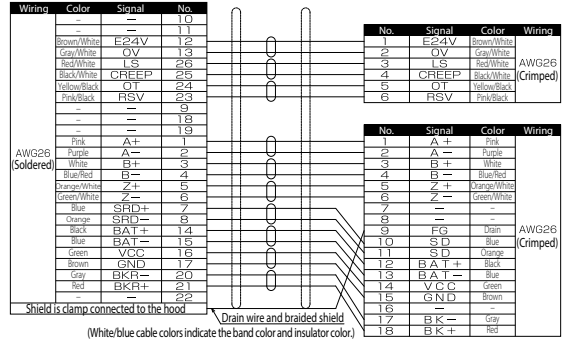 Wiring Color Signal No.
– — 10
– — 11
Brown/White E24V 12
Gray/White 0V 13
Red/White LS 26
Black/White CREEP 25
Yellow/Black OT 24
Pink/Black RSV 23
– — 9
– — 18
– — 19
Pink A+ 1
Purple A— 2
White B+ 3
Blue/Red B— 4
Orange/White Z+ 5
Green/White Z— 6
Blue SRD+ 7
Orange SRD— 8
Black BAT+ 14
Blue BAT— 15
Green VCC 16
Brown GND 17
Gray BKR— 20
Red BKR+ 21
– — 22
AWG26
(Soldered)
Shield is clamp connected to the hood
No. Signal Color Wiring
1 E24V Brown/White
2 0V Gray/White
3 LS Red/White
4 CREEP Black/White
5 OT Yellow/Black
6 RSV Pink/Black
AWG26
(Crimped)
No. Signal Color Wiring
1 A+ Pink
2 A— Purple
3 B+ White
4 B— Blue/Red
5 Z+ Orange/White
6 Z— Green/White
7 — –
8 — –
9 FG Drain
10 SD Blue
11 SD Orange
12 BAT+ Black
13 BAT— Blue
14 VCC Green
15 GND Brown
16 — –
17 BK— Gray
18 BK+ Red
AWG26
(Crimped)
Drain wire and braided shield
(White/blue cable colors indicate the band color and insulator color.)